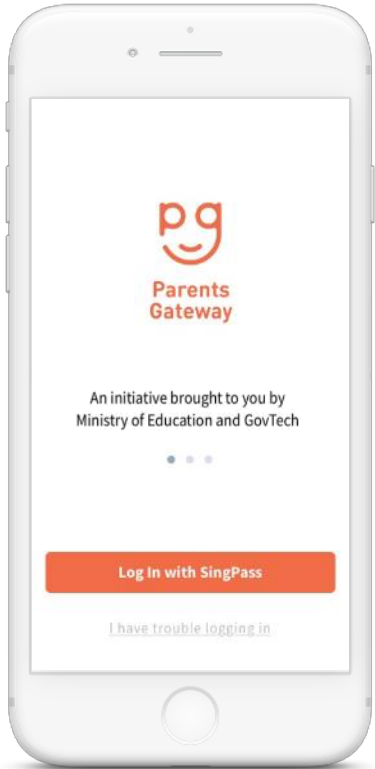 pg
Parents
Gateway
An initiative brought to you by
Ministry of Education and GovTech
Log In with SingPass
I have trouble logging in